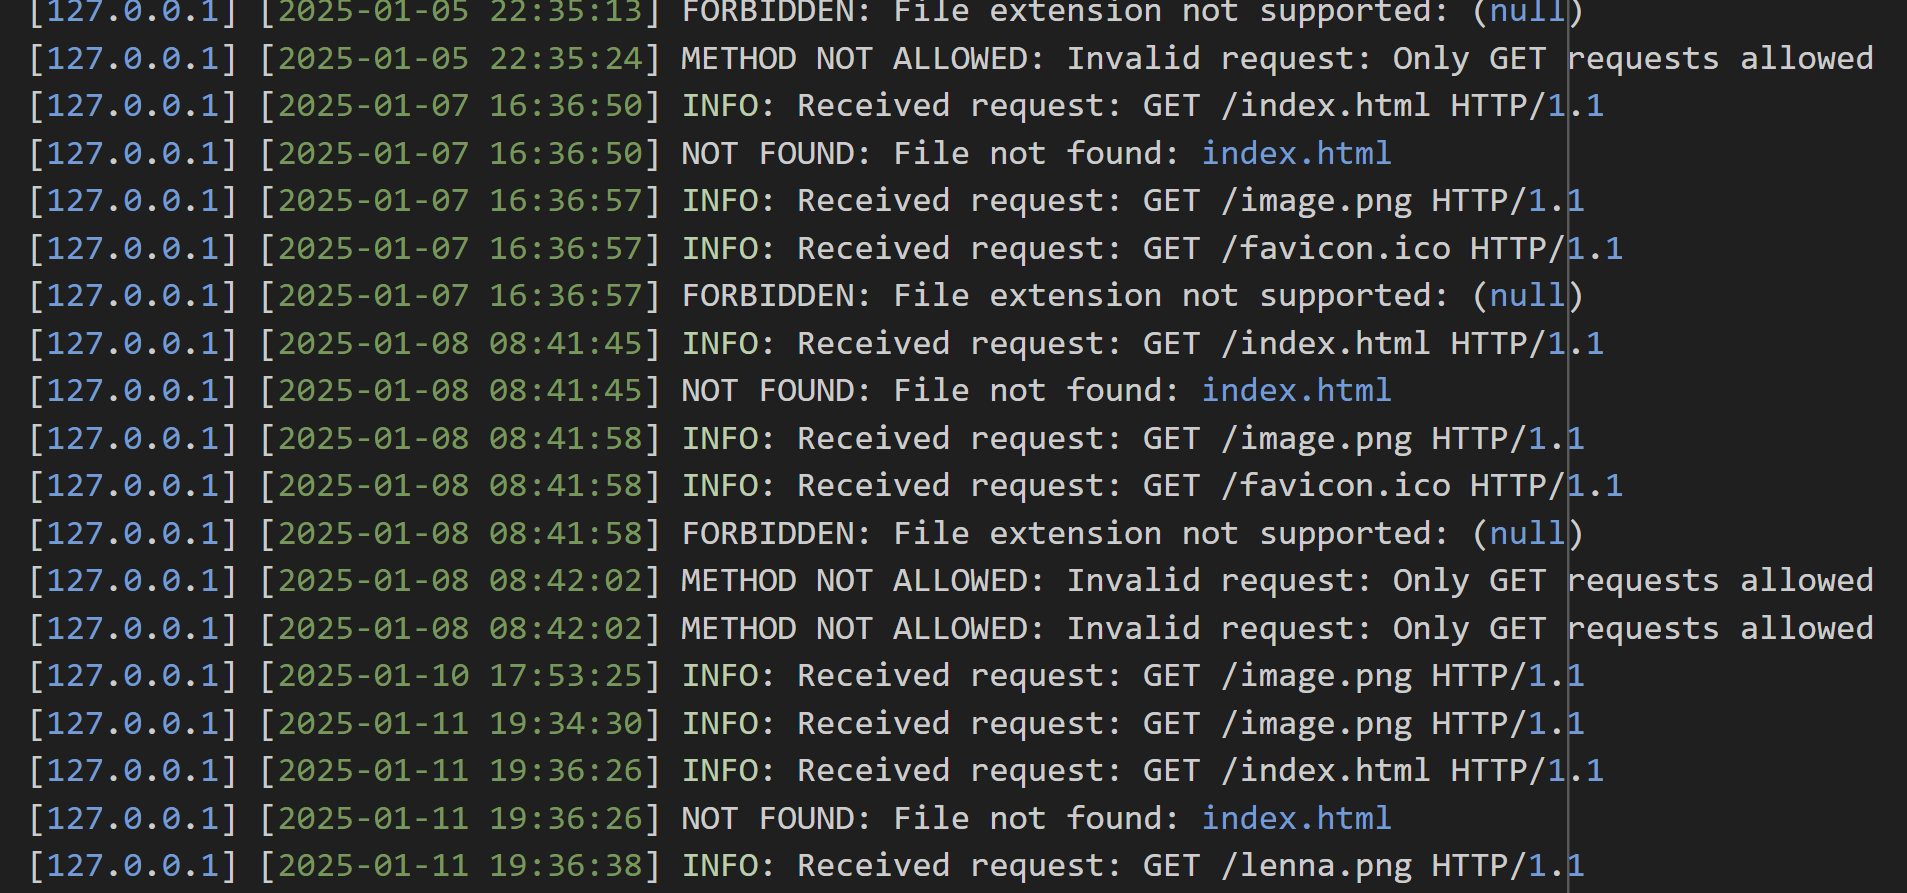 [127.0.0.1] [2025-01-05 22:35:13] FORBIDDEN: File extension not supported: (null)
[127.0.0.1] [2025-01-05 22:35:24] METHOD NOT ALLOWED: Invalid request: Only GET requests allowed
[127.0.0.1] [2025-01-07 16:36:50] INFO: Received request: GET /index.html HTTP/1.1
[127.0.0.1] [2025-01-07 16:36:50] NOT FOUND: File not found: index.html
[127.0.0.1] [2025-01-07 16:36:57] INFO: Received request: GET /image.png HTTP/1.1
[127.0.0.1] [2025-01-07 16:36:57] INFO: Received request: GET /favicon.ico HTTP/1.1
[127.0.0.1] [2025-01-07 16:36:57] FORBIDDEN: File extension not supported: (null)
[127.0.0.1] [2025-01-08 08:41:45] INFO: Received request: GET /index.html HTTP/1.1
[127.0.0.1] [2025-01-08 08:41:45] NOT FOUND: File not found: index.html
[127.0.0.1] [2025-01-08 08:41:58] INFO: Received request: GET /image.png HTTP/1.1
[127.0.0.1] [2025-01-08 08:41:58] INFO: Received request: GET /favicon.ico HTTP/1.1
[127.0.0.1] [2025-01-08 08:41:58] FORBIDDEN: File extension not supported: (null)
[127.0.0.1] [2025-01-08 08:42:02] METHOD NOT ALLOWED: Invalid request: Only GET requests allowed
[127.0.0.1] [2025-01-08 08:42:02] METHOD NOT ALLOWED: Invalid request: Only GET requests allowed
[127.0.0.1] [2025-01-10 17:53:25] INFO: Received request: GET /image.png HTTP/1.1
[127.0.0.1] [2025-01-11 19:34:30] INFO: Received request: GET /image.png HTTP/1.1
[127.0.0.1] [2025-01-11 19:36:26] INFO: Received request: GET /index.html HTTP/1.1
[127.0.0.1] [2025-01-11 19:36:26] NOT FOUND: File not found: index.html
[127.0.0.1] [2025-01-11 19:36:38] INFO: Received request: GET /lenna.png HTTP/1.1